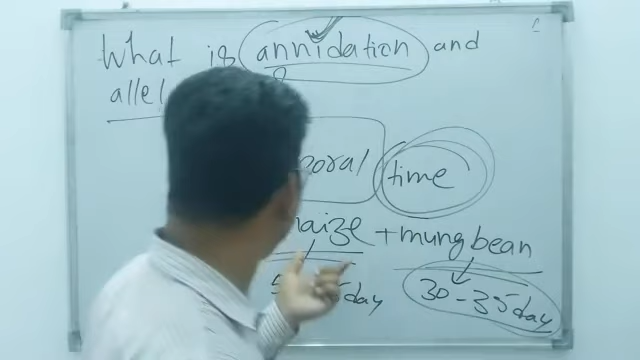 What is annidation and
allel
poral time
maize + mungbean
day 30 - 35 day